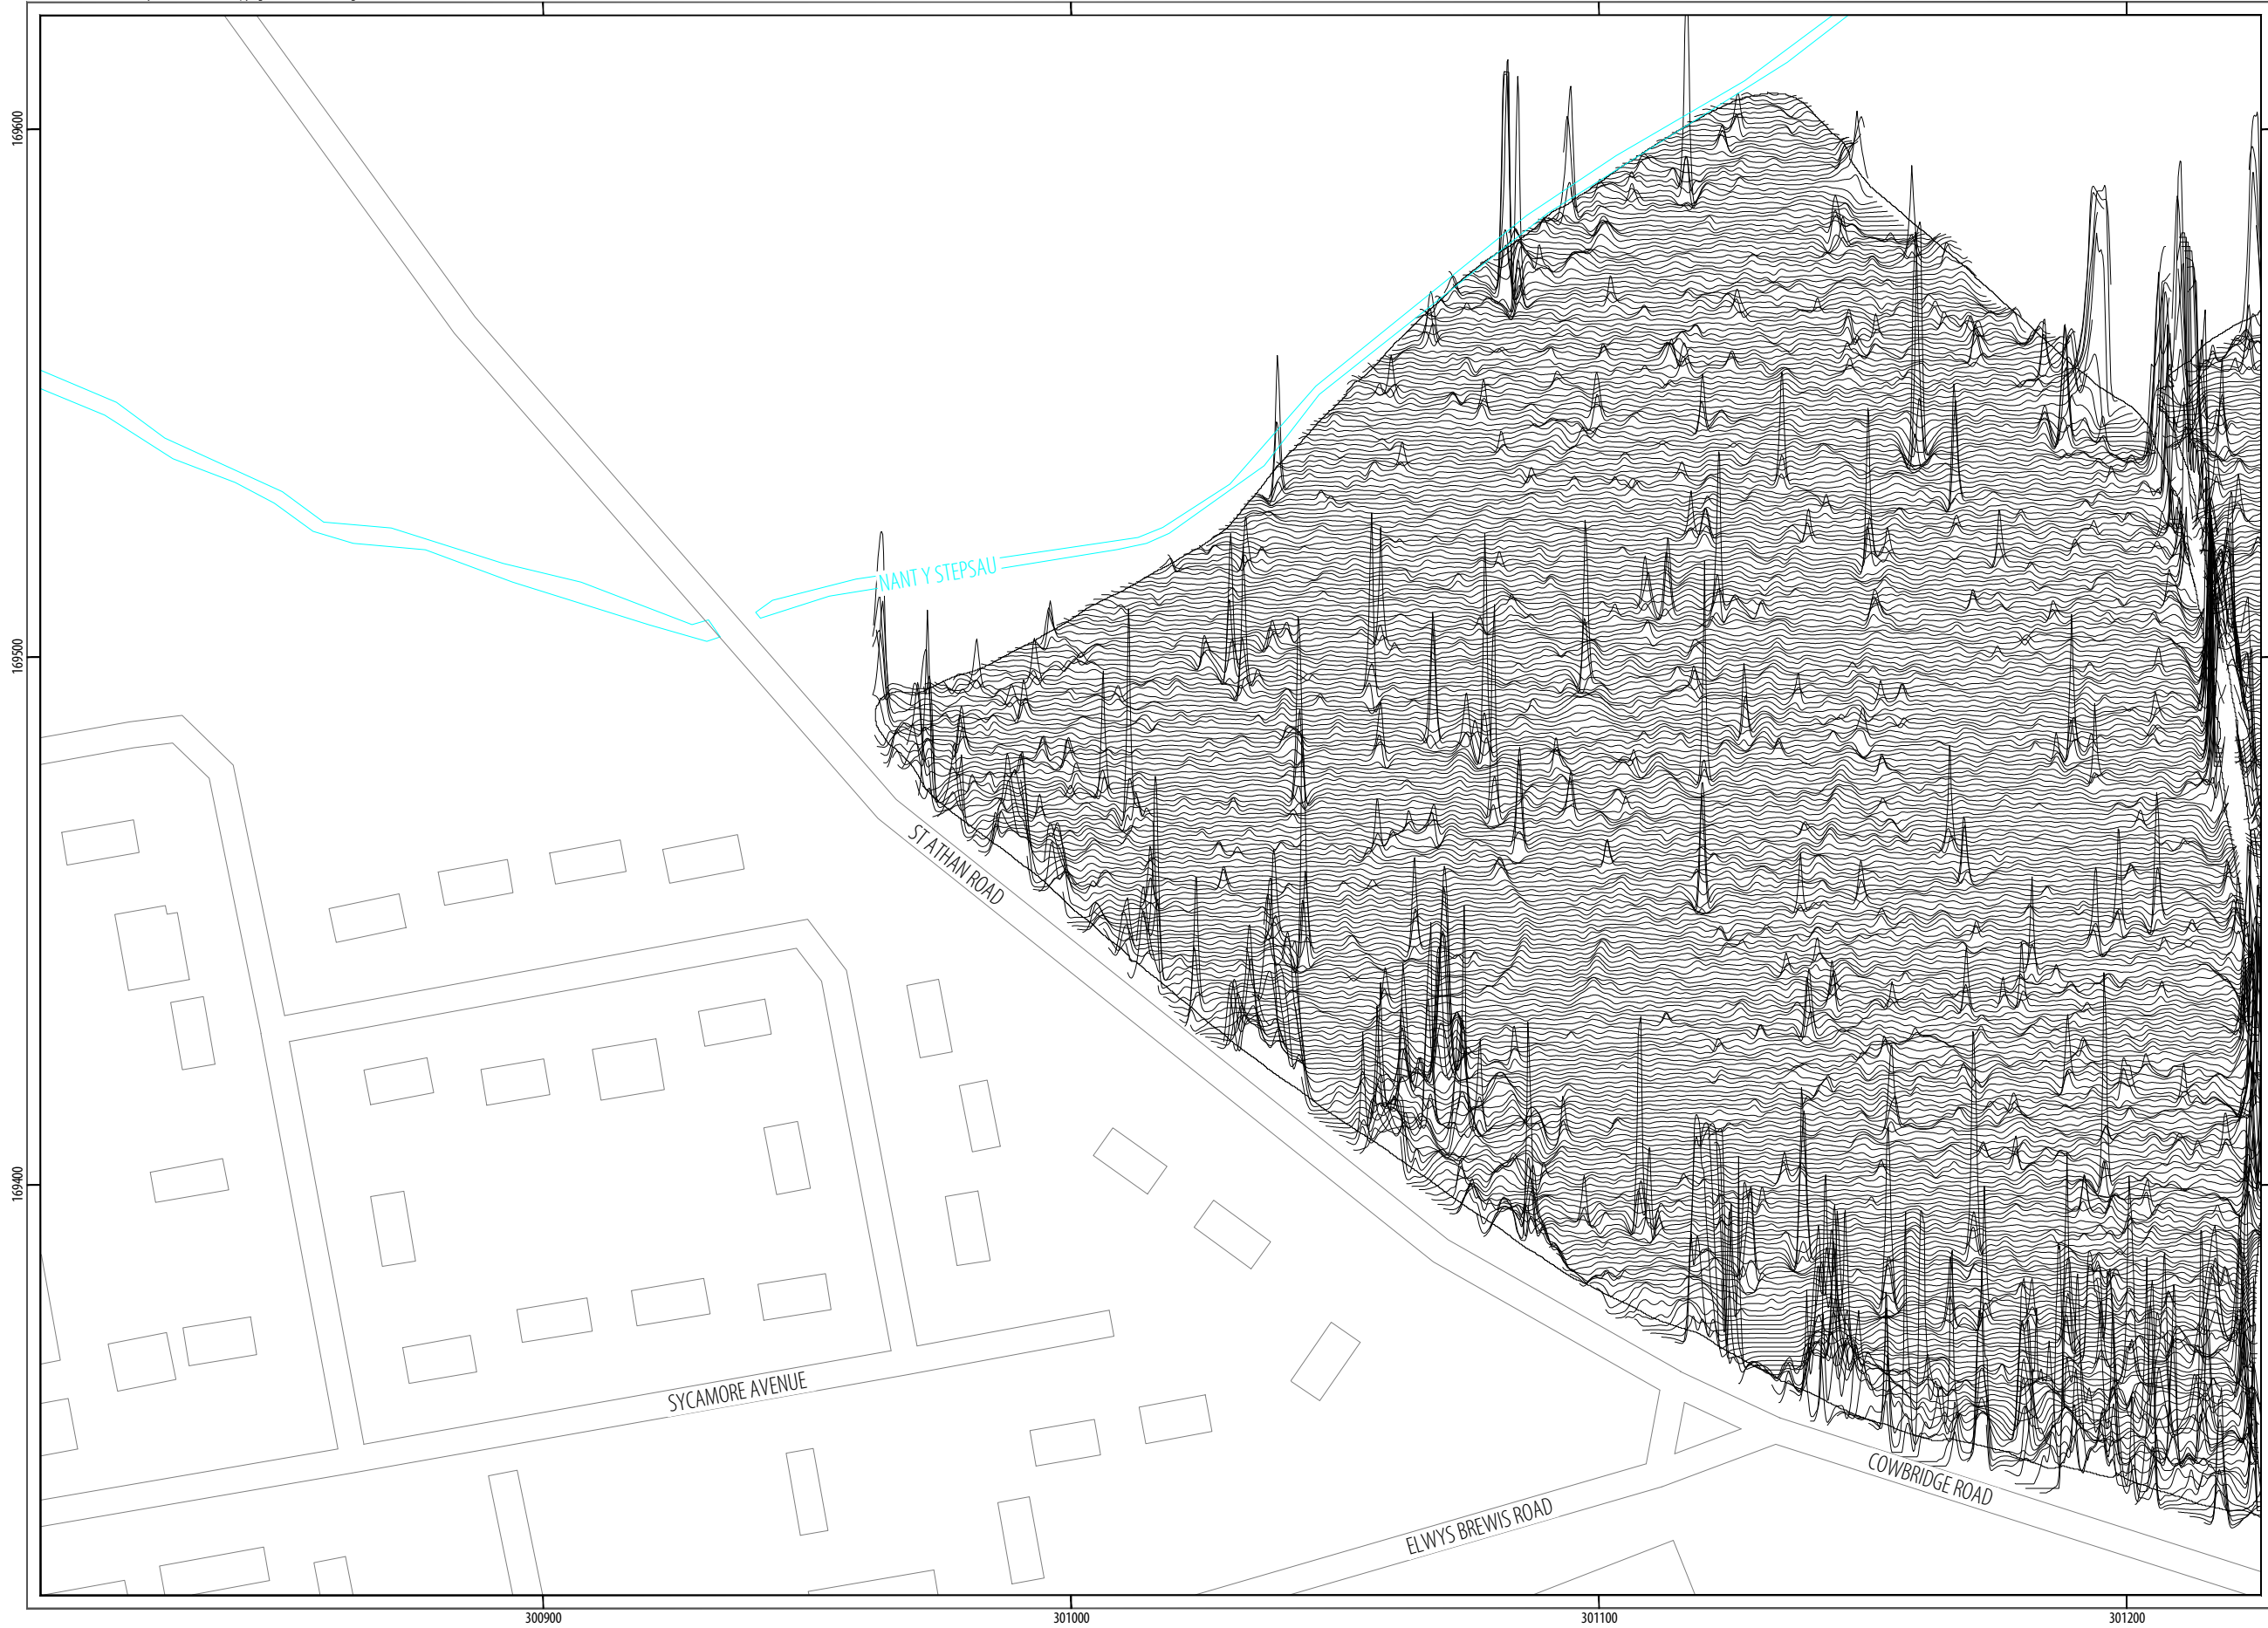 169600
169500
169400
NANT Y STEPSAU
ST ATHAN ROAD
SYCAMORE AVENUE
ELWYS BREWIS ROAD
COWBRIDGE ROAD
300900
301000
301100
301200